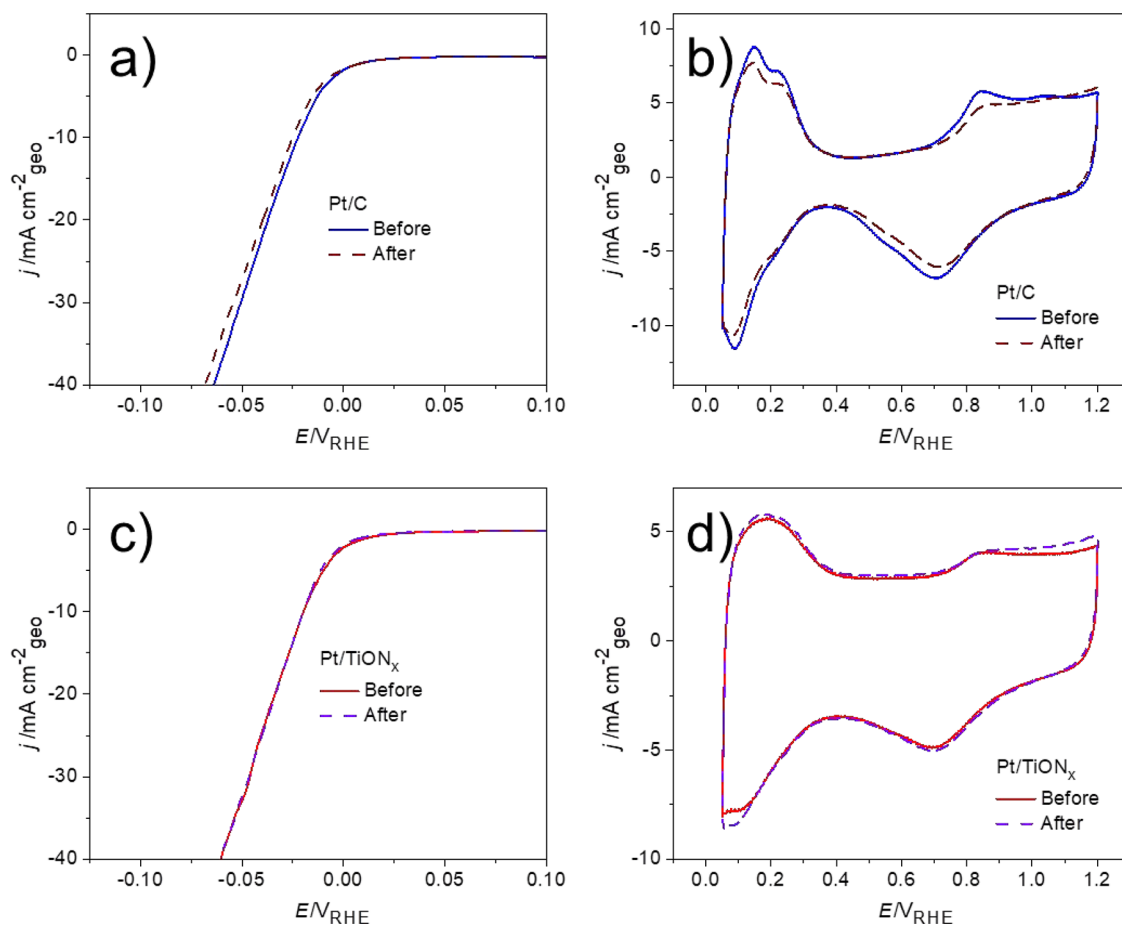 a)
0
-10
-20
-30
-40
j /mA cm⁻²geo
Pt/C
Before
After
-0.10 -0.05 0.00 0.05 0.10
E/VRHE
b)
10
5
0
-5
-10
j /mA cm⁻²geo
Pt/C
Before
After
0.0 0.2 0.4 0.6 0.8 1.0 1.2
E/VRHE
c)
0
-10
-20
-30
-40
j /mA cm⁻²geo
Pt/TiONx
Before
After
-0.10 -0.05 0.00 0.05 0.10
E/VRHE
d)
5
0
-5
-10
j /mA cm⁻²geo
Pt/TiONx
Before
After
0.0 0.2 0.4 0.6 0.8 1.0 1.2
E/VRHE